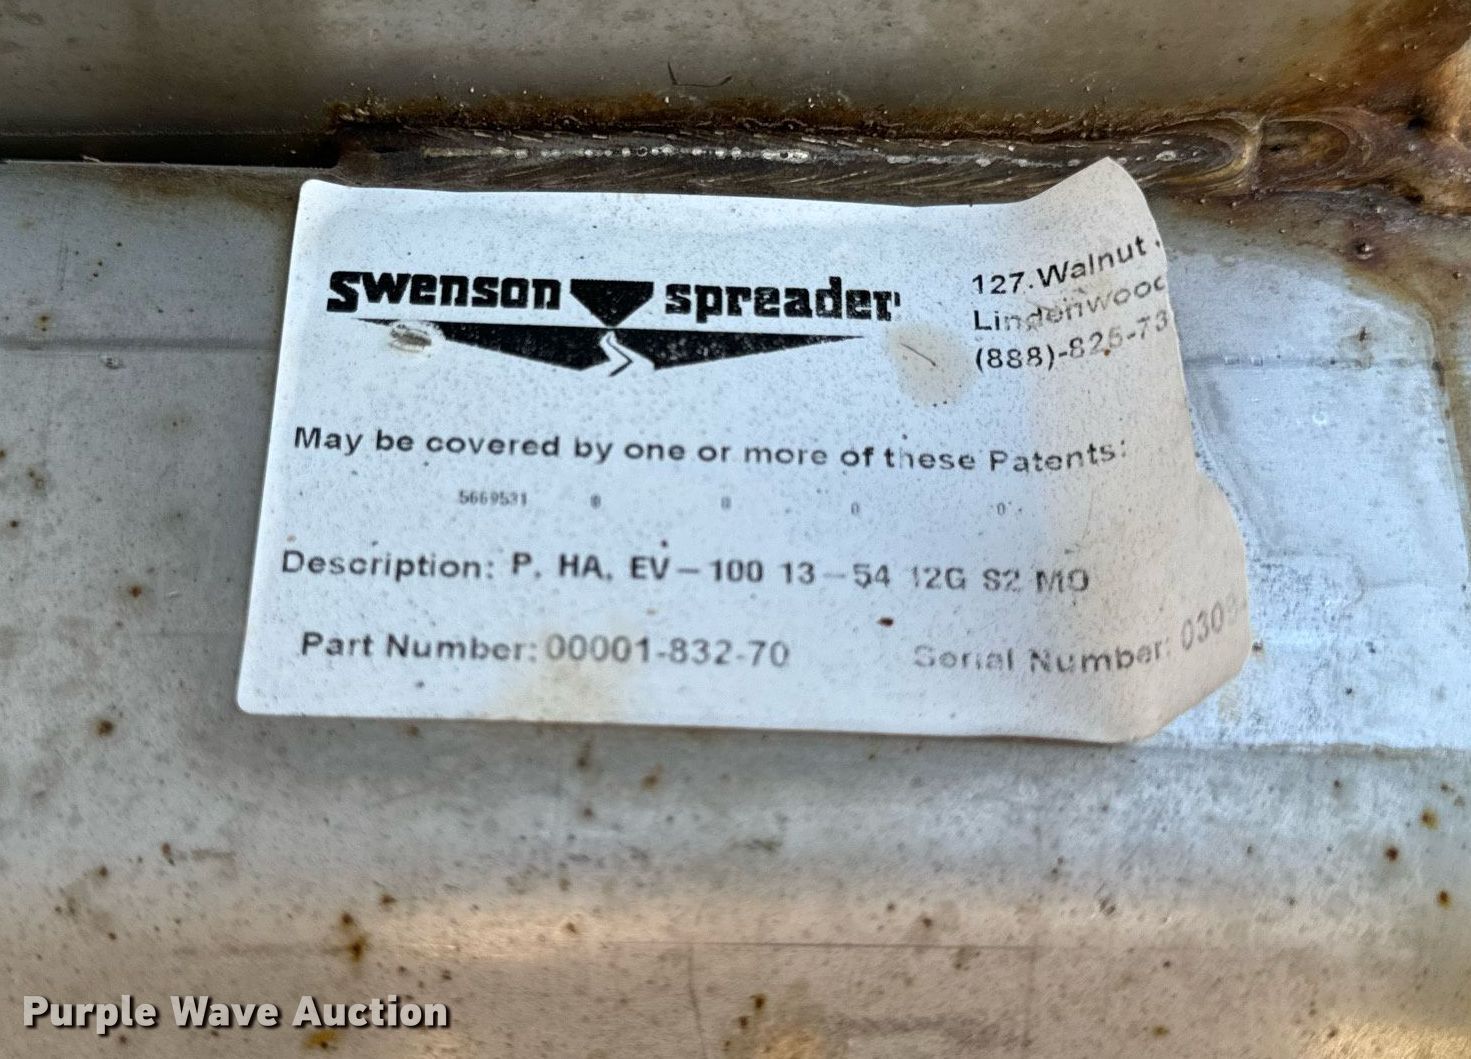 Swenson spreader
127 Walnut
Lindenwood
(888)-825-73
May be covered by one or more of these Patents:
5669531 0 0 0 0
Description: P, HA, EV-100 13-54 12G S2 MO
Part Number: 00001-832-70 Serial Number: 030
Purple Wave Auction